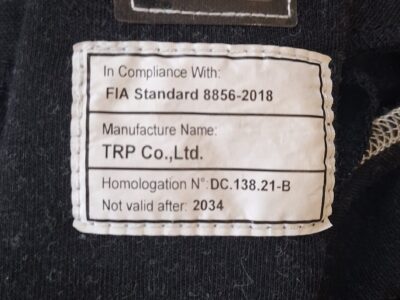 In Compliance With:
FIA Standard 8856-2018
Manufacture Name:
TRP Co.,Ltd.
Homologation N°:DC.138.21-B
Not valid after: 2034